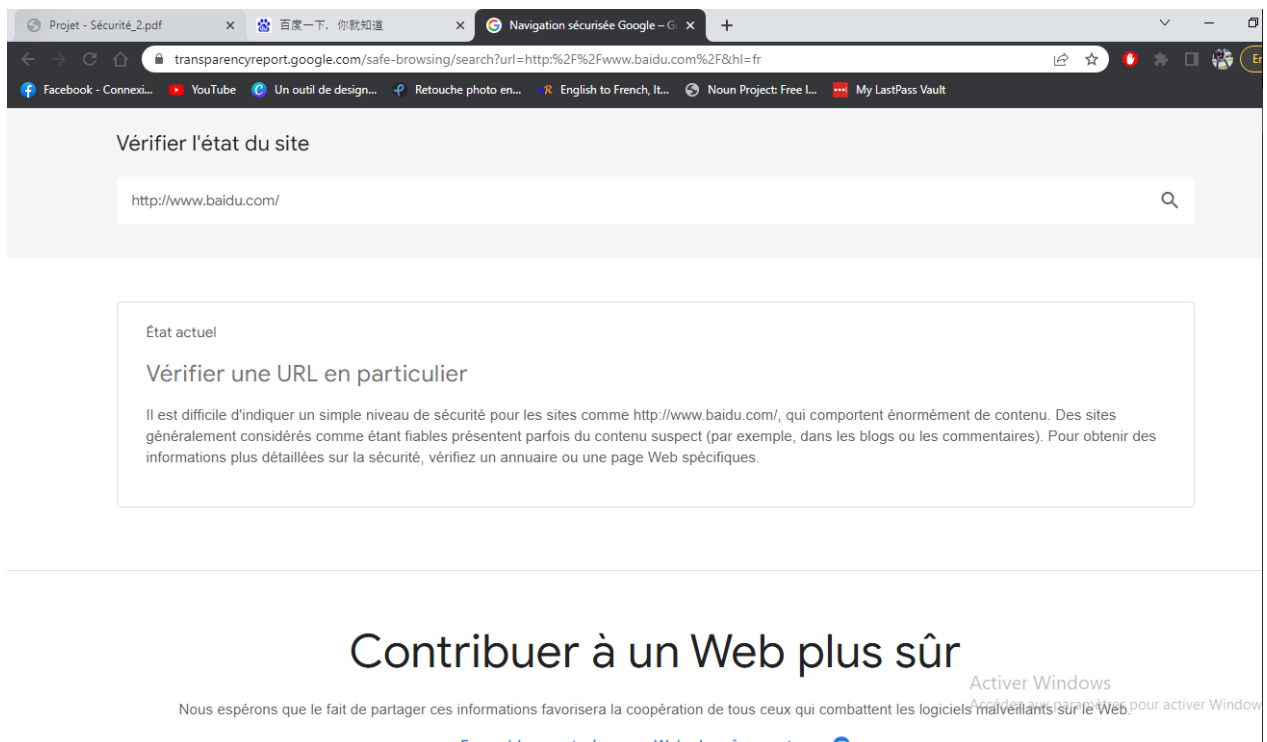 Projet - Sécurité_2.pdf
百度一下，你就知道
Navigation sécurisée Google – G
transparencyreport.google.com/safe-browsing/search?url=http:%2F%2Fwww.baidu.com%2F&hl=fr
Facebook - Connexi... YouTube Un outil de design... Retouche photo en... English to French, It... Noun Project: Free I... My LastPass Vault
Vérifier l'état du site
http://www.baidu.com/
État actuel
Vérifier une URL en particulier
Il est difficile d'indiquer un simple niveau de sécurité pour les sites comme http://www.baidu.com/, qui comportent énormément de contenu. Des sites
généralement considérés comme étant fiables présentent parfois du contenu suspect (par exemple, dans les blogs ou les commentaires). Pour obtenir des
informations plus détaillées sur la sécurité, vérifiez un annuaire ou une page Web spécifiques.
Contribuer à un Web plus sûr
Activer Windows
Nous espérons que le fait de partager ces informations favorisera la coopération de tous ceux qui combattent les logiciels malveillants sur le Web.
Accédez aux paramètres pour activer Window